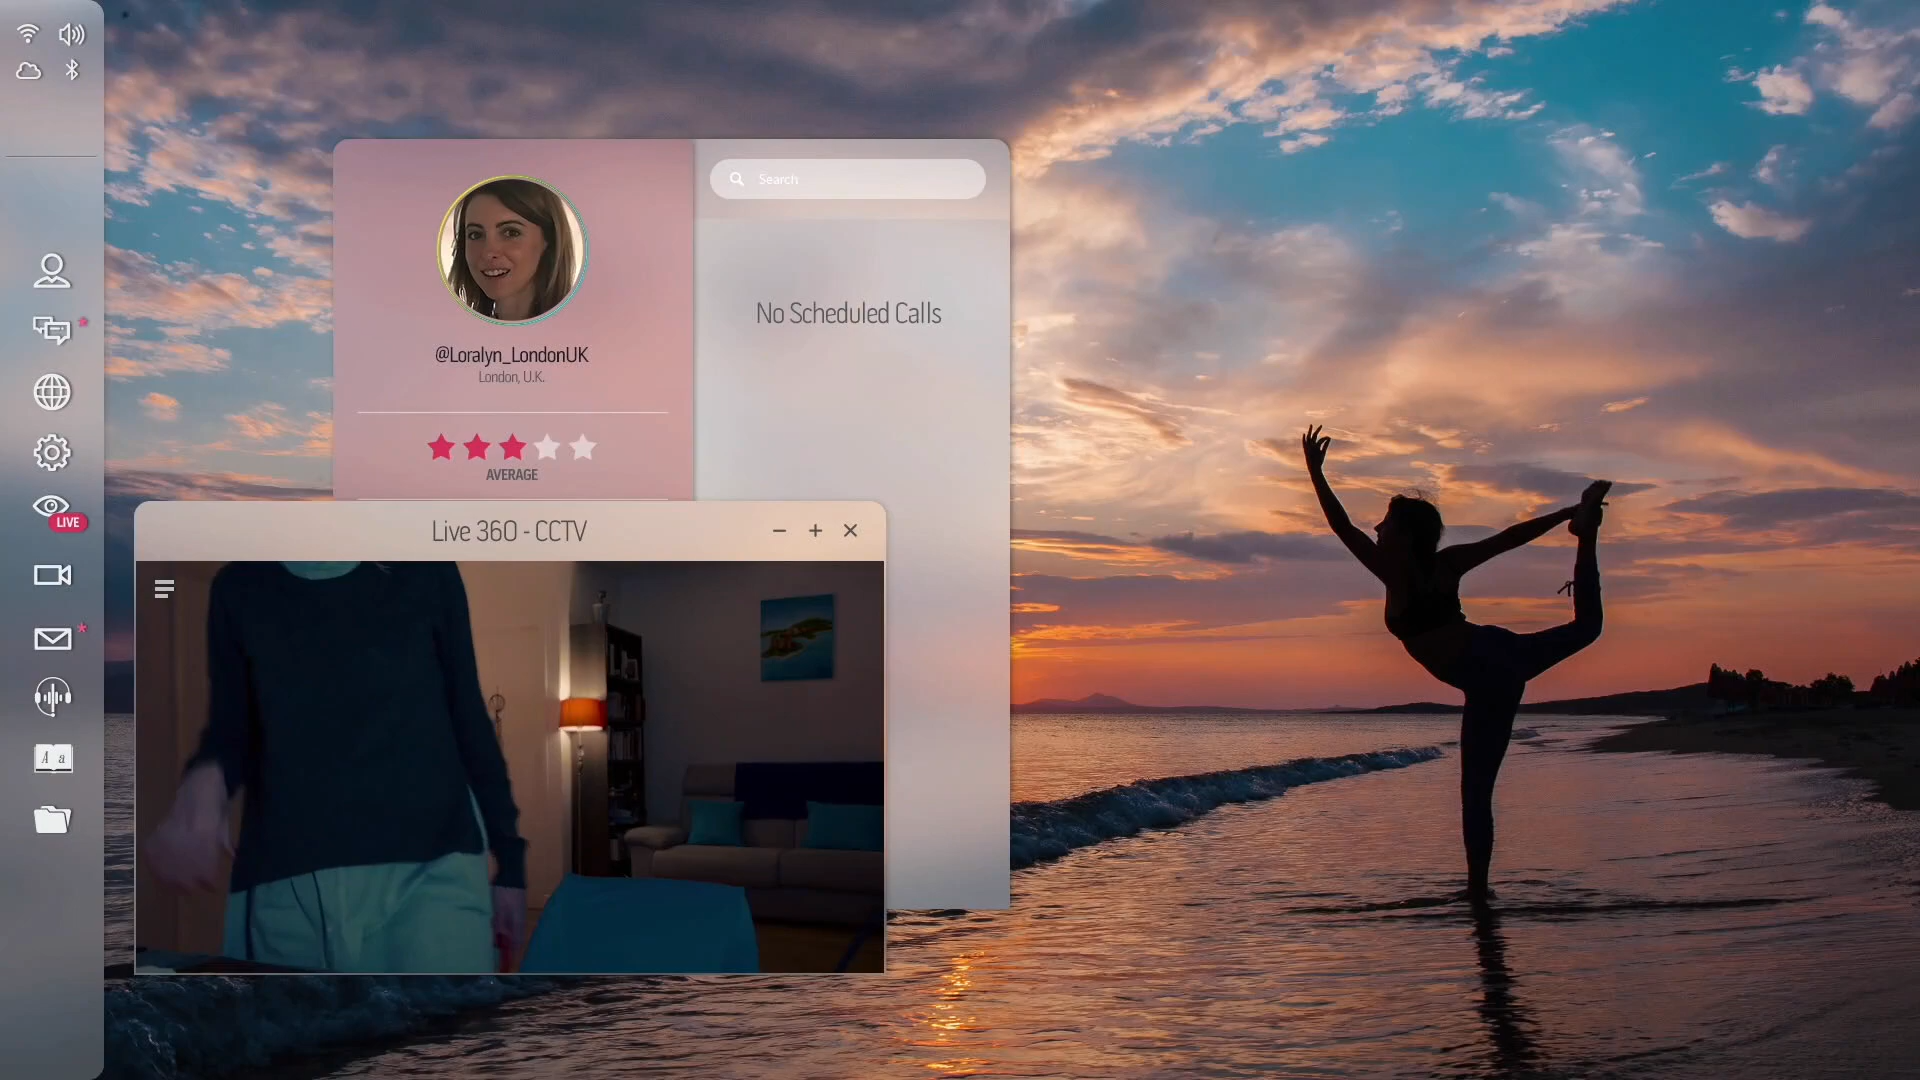 Search
No Scheduled Calls
@Loralyn_LondonUK
London, U.K.
AVERAGE
LIVE
Live 360 - CCTV
A a